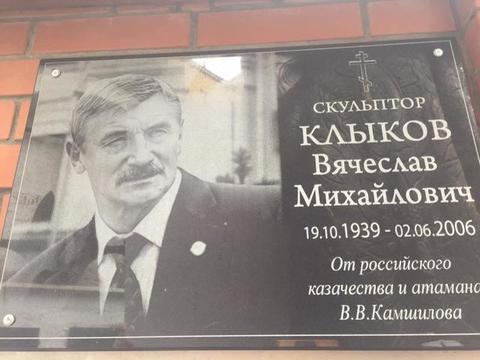 СКУЛЬПТОР
КЛЫКОВ
Вячеслав
Михайлович
19.10.1939 - 02.06.2006
От российского
казачества и атамана
В.В.Камшилова